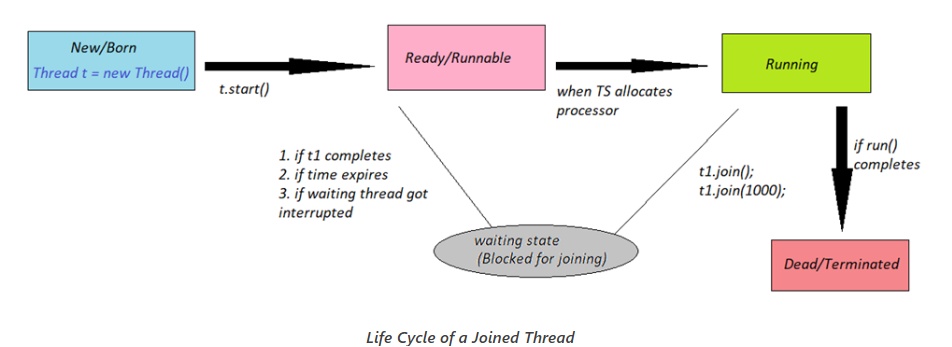 New/Born
Thread t = new Thread()
t.start()
Ready/Runnable
when TS allocates
processor
Running
if run()
completes
1. if t1 completes
2. if time expires
3. if waiting thread got
interrupted
t1.join();
t1.join(1000);
waiting state
(Blocked for joining)
Dead/Terminated
Life Cycle of a Joined Thread